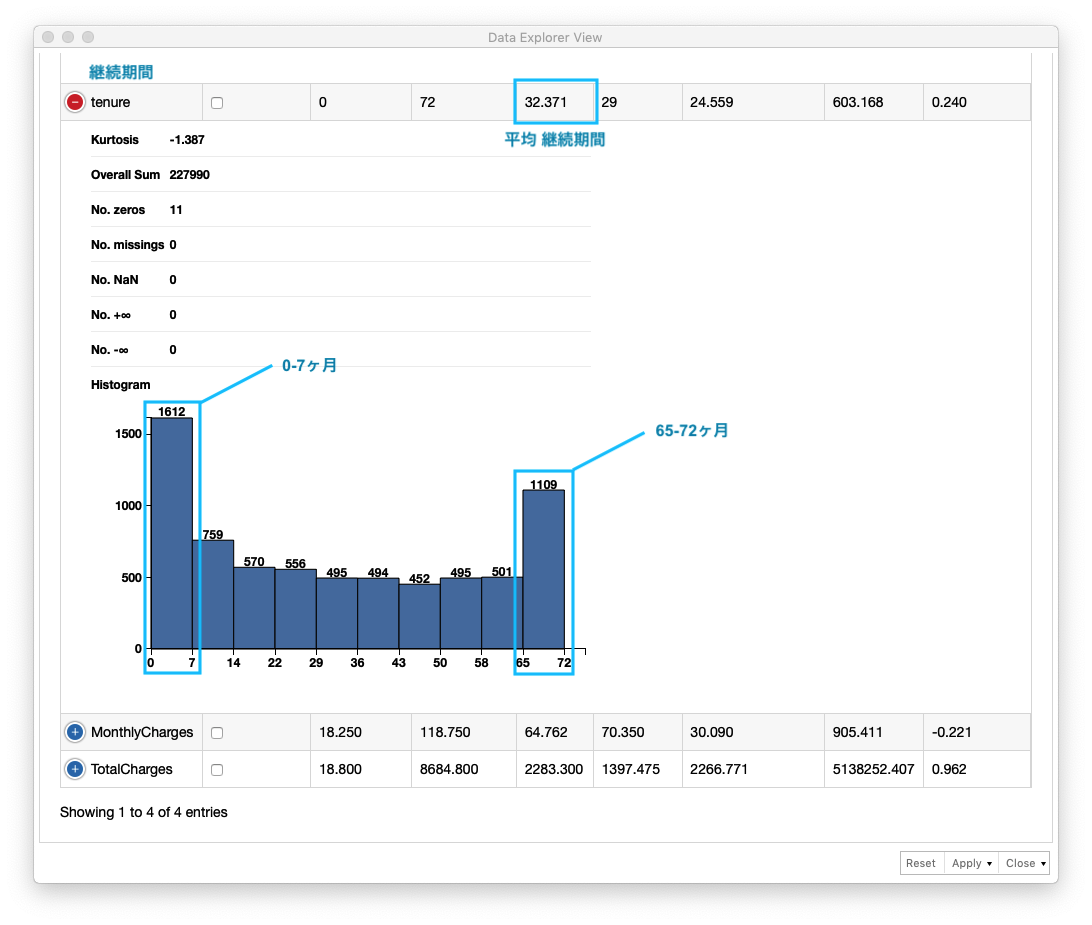 Data Explorer View
継続期間
tenure 0 72 32.371 29 24.559 603.168 0.240
平均 継続期間
Kurtosis -1.387
Overall Sum 227990
No. zeros 11
No. missings 0
No. NaN 0
No. +∞ 0
No. -∞ 0
0-7ヶ月
Histogram
65-72ヶ月
1612
1500
1109
1000
759
570 556 495 494 452 495 501
500
0
0 7 14 22 29 36 43 50 58 65 72
MonthlyCharges 18.250 118.750 64.762 70.350 30.090 905.411 -0.221
TotalCharges 18.800 8684.800 2283.300 1397.475 2266.771 5138252.407 0.962
Showing 1 to 4 of 4 entries
Reset Apply Close